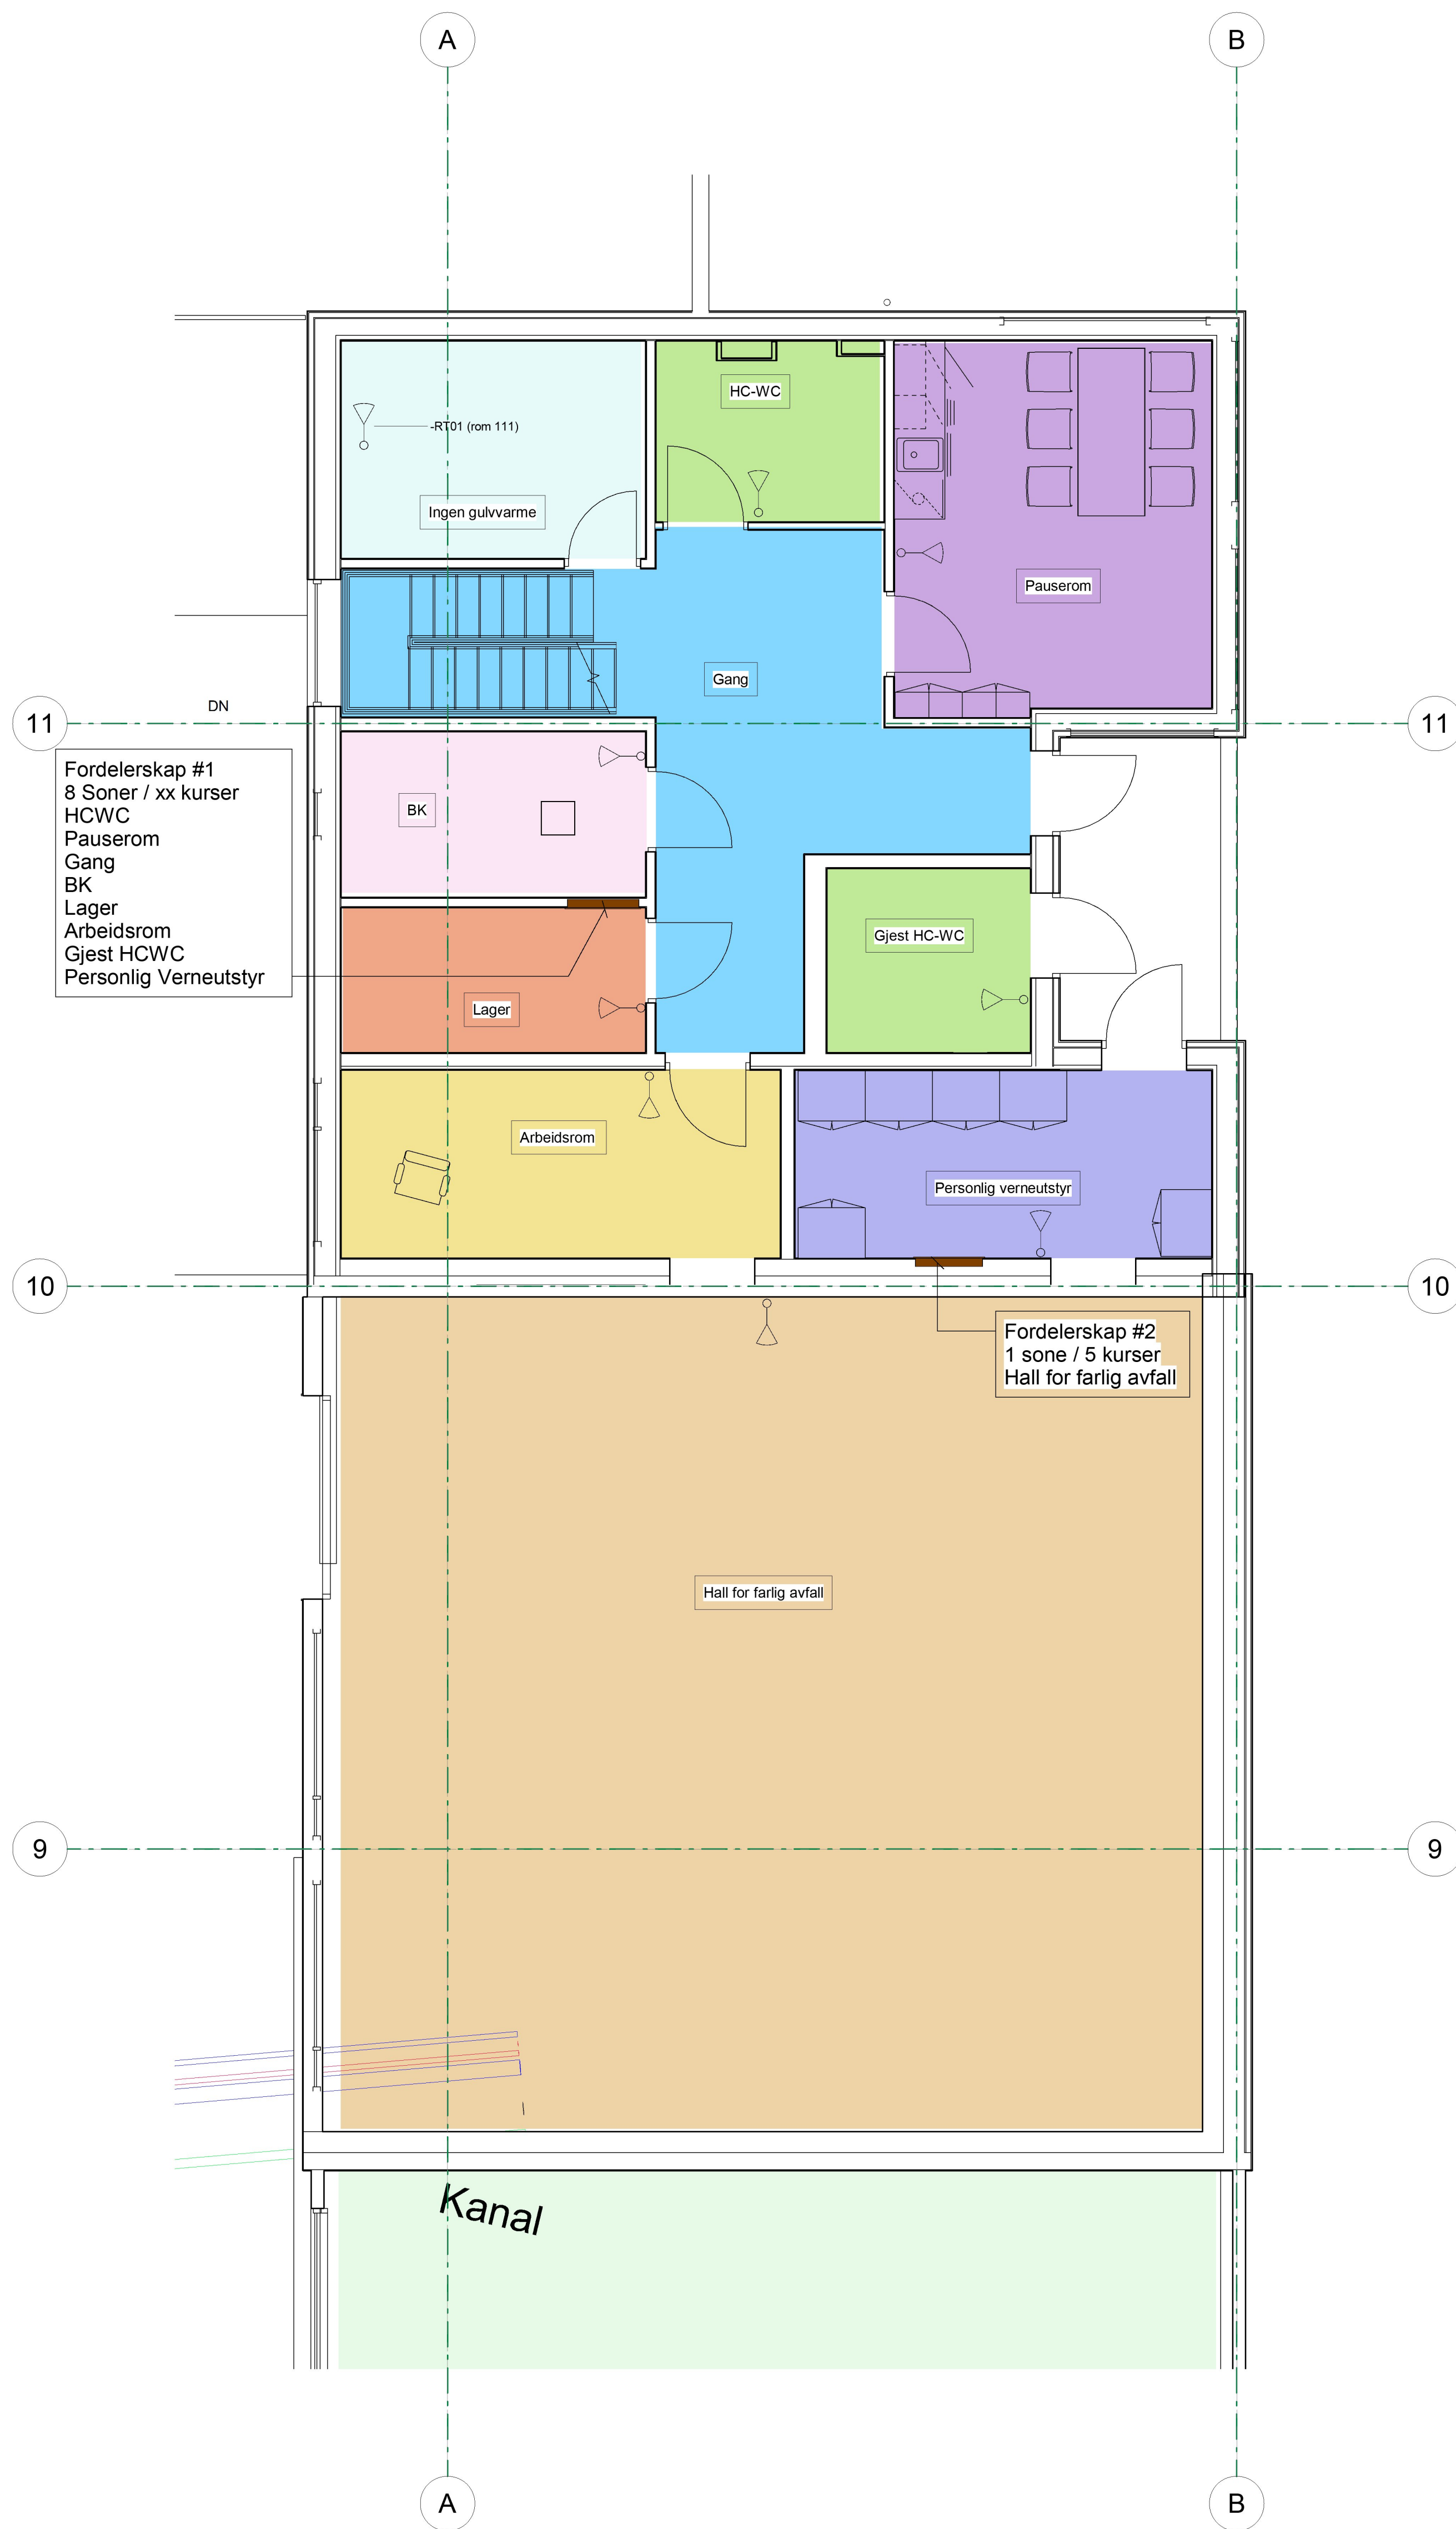 A
B
HC-WC
-RT01 (rom 111)
Ingen gulvvarme
Pauserom
Gang
DN
11
11
Fordelerskap #1
8 Soner / xx kurser
HCWC
Pauserom
Gang
BK
Lager
Arbeidsrom
Gjest HCWC
Personlig Verneutstyr
BK
Gjest HC-WC
Lager
Arbeidsrom
Personlig verneutstyr
10
10
Fordelerskap #2
1 sone / 5 kurser
Hall for farlig avfall
Hall for farlig avfall
9
9
Kanal
A
B